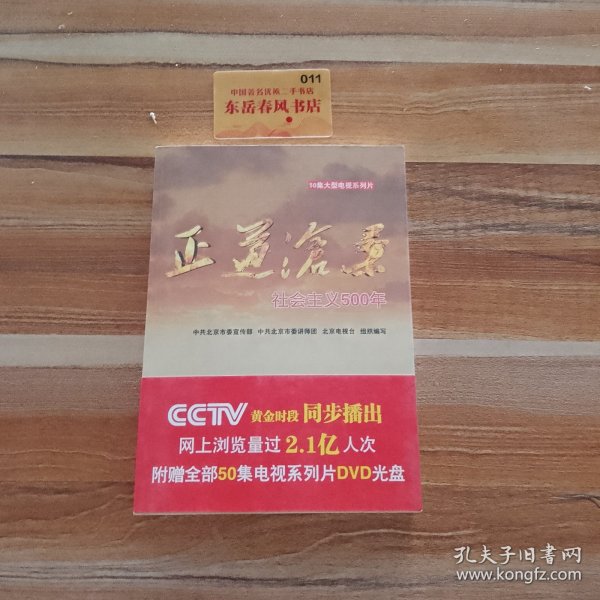 011
中国著名优质二手书店
东岳春风书店
50集大型电视系列片
正道沧桑
社会主义500年
中共北京市委宣传部 中共北京市委讲师团 北京电视台 组织编写
CCTV 黄金时段 同步播出
网上浏览量过 2.1亿 人次
附赠全部50集电视系列片DVD光盘
孔夫子旧书网
www.kongfz.com